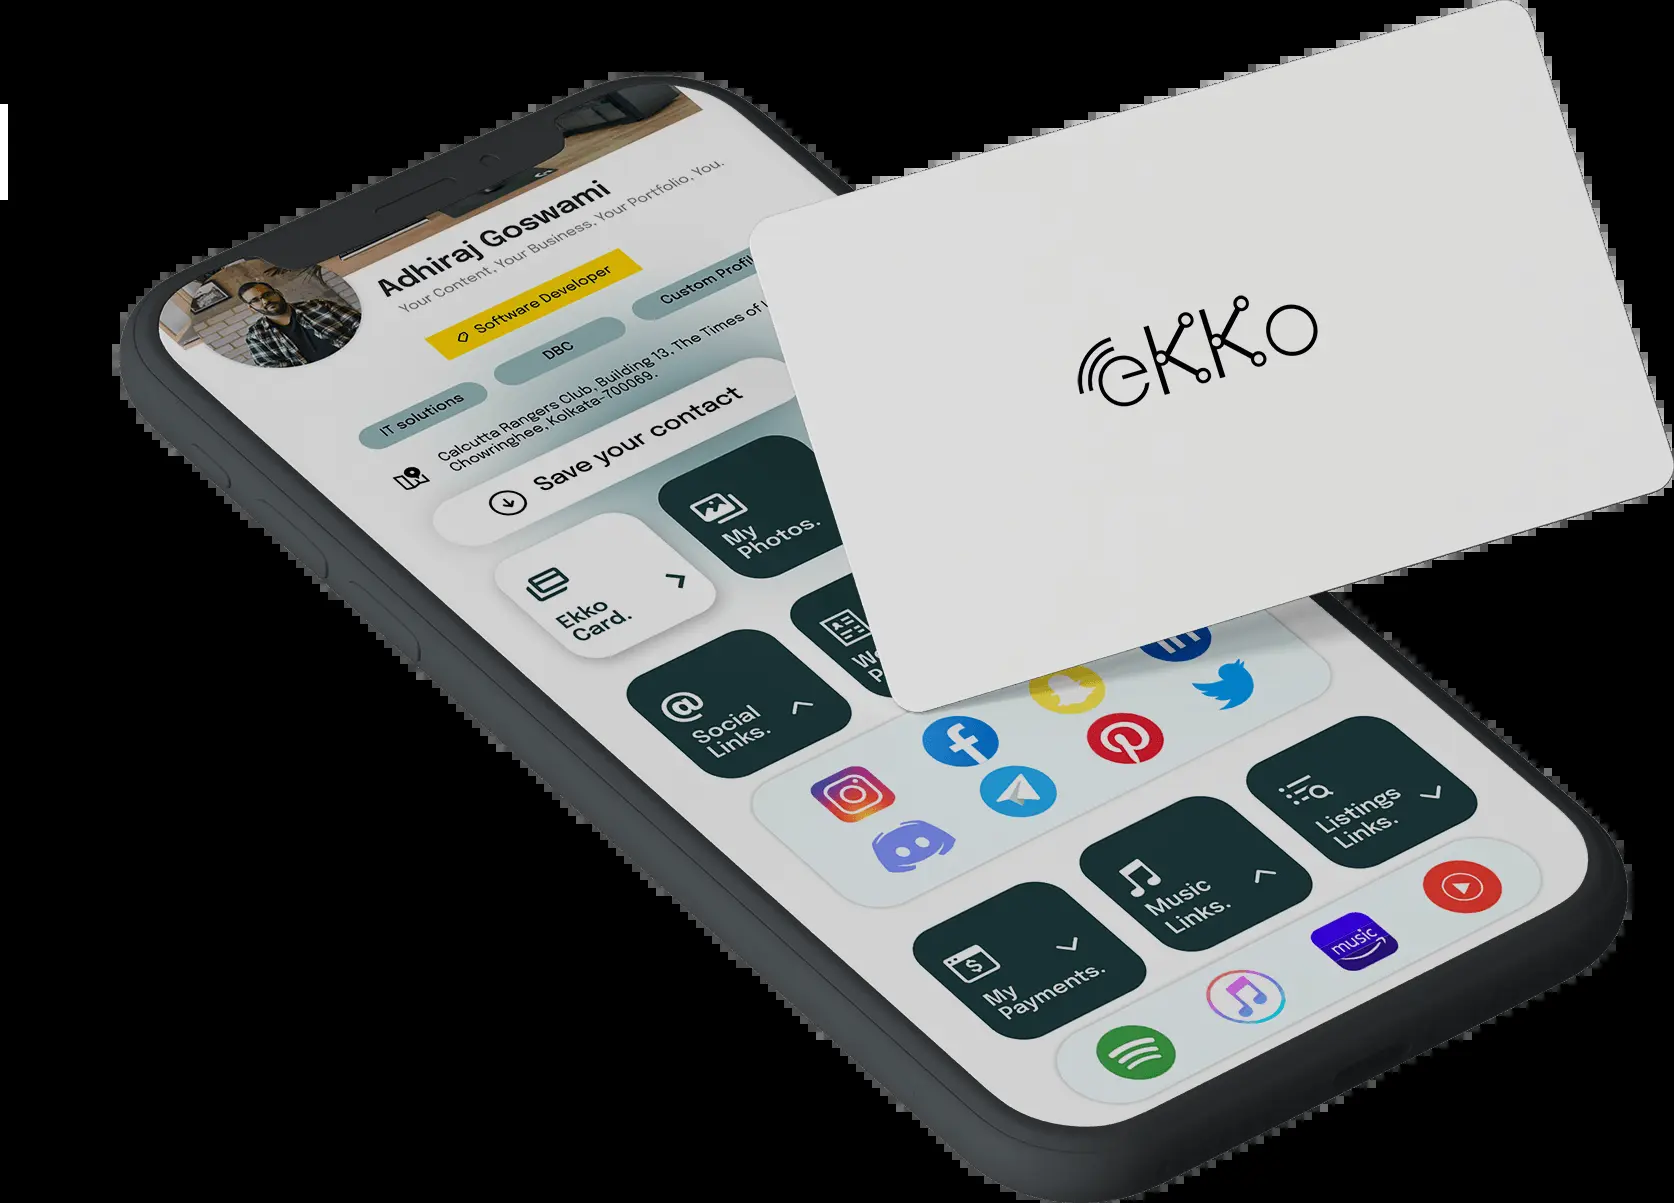 Adhiraj Goswami
Your Content, Your Business, Your Portfolio, You.
Software Developer
IT solutions
DBC
Custom
Calcutta Rangers Club, Building 13, The Times of
Chowringhee, Kolkata-700069.
Save your contact
Ekko
Card.
My
Photos.
Social
Links.
in
My
Payments.
Music
Links.
Listings
Links.
music
ekko